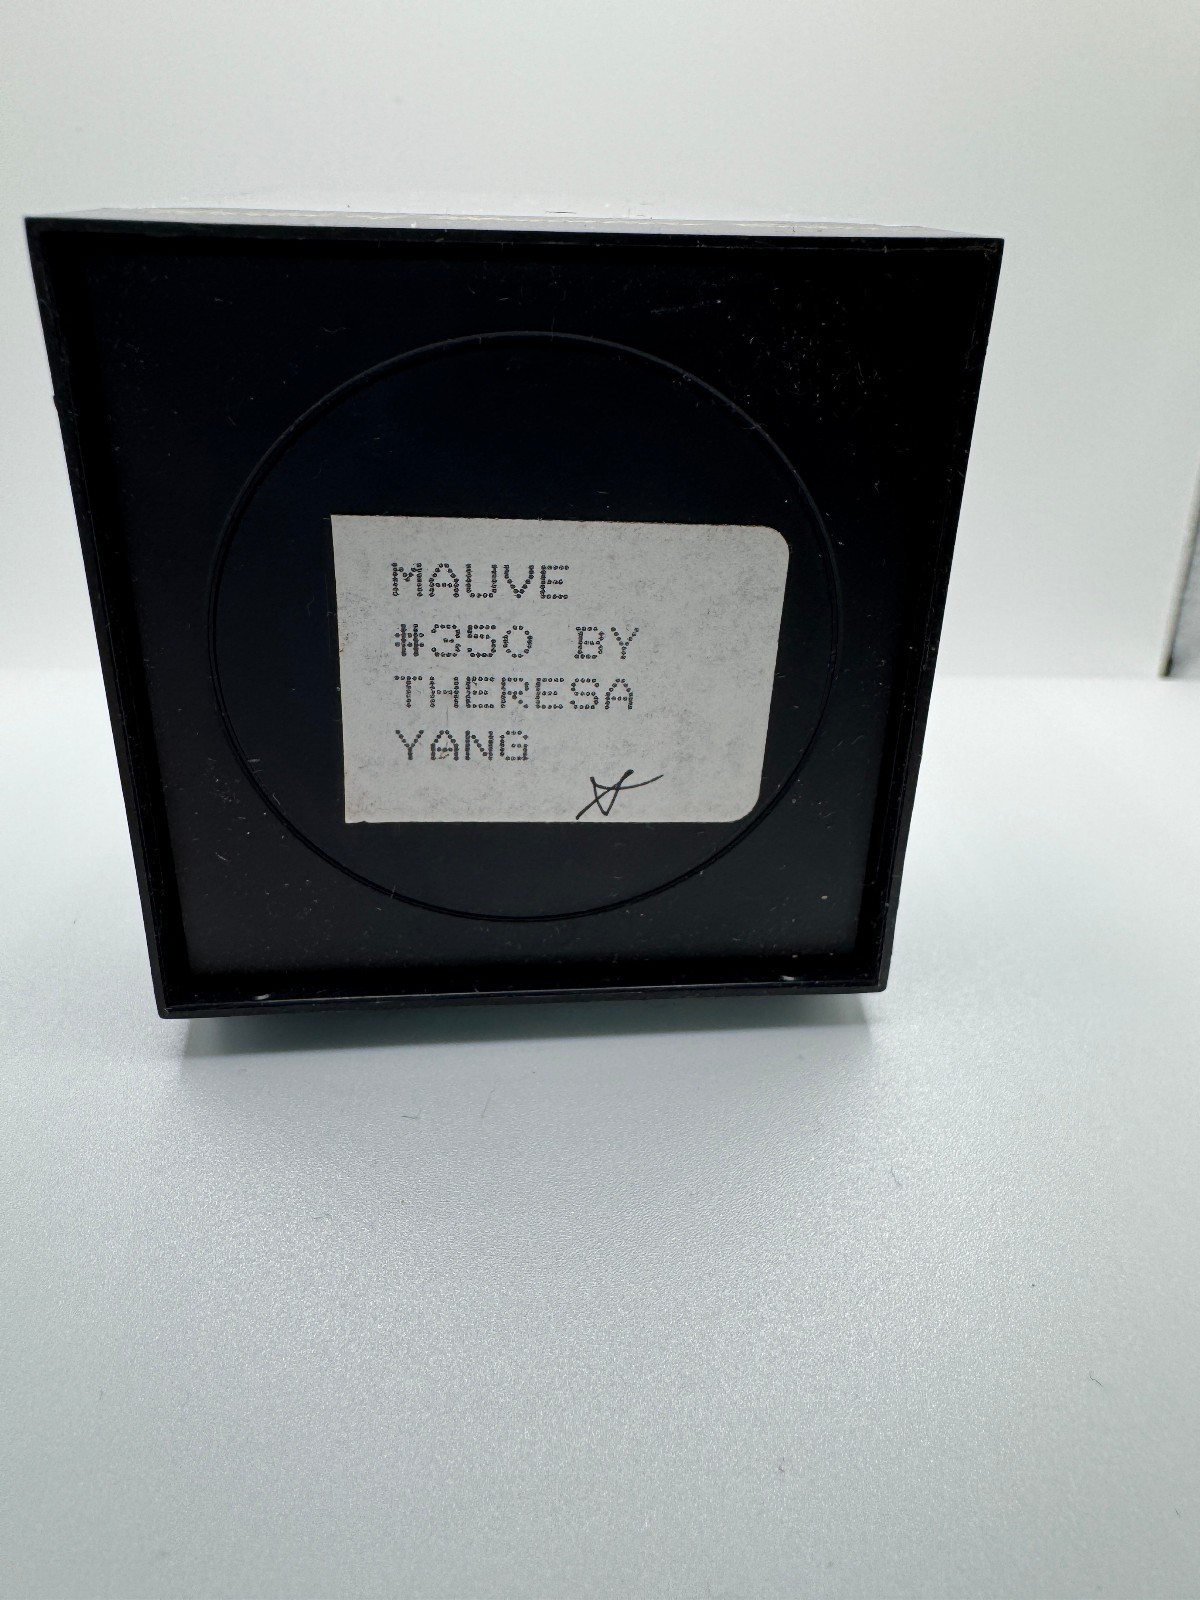 MAUVE
#350 BY
THERESA
YANG